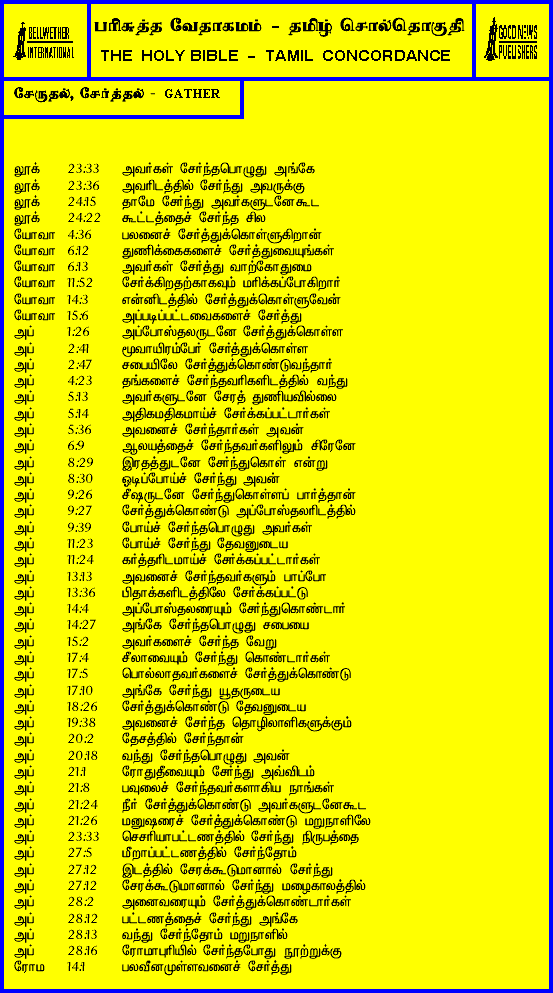 BELLWETHER
INTERNATIONAL
பரிசுத்த வேதாகமம் - தமிழ் சொல்தொகுதி
THE HOLY BIBLE - TAMIL CONCORDANCE
GOOD NEWS
PUBLISHERS
சேருதல், சேர்த்தல் - GATHER
லூக் 23:33 அவர்கள் சேர்ந்தபொழுது அங்கே
லூக் 23:36 அவரிடத்தில் சேர்ந்து அவருக்கு
லூக் 24:15 தாமே சேர்ந்து அவர்களுடனேகூட
லூக் 24:22 கூட்டத்தைச் சேர்ந்த சில
யோவா 4:36 பலனைச் சேர்த்துக்கொள்ளுகிறான்
யோவா 6:12 துணிக்கைகளைச் சேர்த்துவையுங்கள்
யோவா 6:13 அவர்கள் சேர்த்து வாற்கோதுமை
யோவா 11:52 சேர்க்கிறதற்காகவும் மரிக்கப்போகிறார்
யோவா 14:3 என்னிடத்தில் சேர்த்துக்கொள்ளுவேன்
யோவா 15:6 அப்படிப்பட்டவைகளைச் சேர்த்து
அப் 1:26 அப்போஸ்தலருடனே சேர்த்துக்கொள்ள
அப் 2:41 மூவாயிரம்பேர் சேர்த்துக்கொள்ள
அப் 2:47 சபையிலே சேர்த்துக்கொண்டுவந்தார்
அப் 4:23 தங்களைச் சேர்ந்தவரிகளிடத்தில் வந்து
அப் 5:13 அவர்களுடனே சேரத் துணியவில்லை
அப் 5:14 அதிகமதிகமாய்ச் சேர்க்கப்பட்டார்கள்
அப் 5:36 அவனைச் சேர்ந்தார்கள் அவன்
அப் 6:9 ஆலயத்தைச் சேர்ந்தவர்களிலும் சிரேனே
அப் 8:29 இரதத்துடனே சேர்ந்துகொள் என்று
அப் 8:30 ஓடிப்போய்ச் சேர்ந்து அவன்
அப் 9:26 சீஷருடனே சேர்ந்துகொள்ளப் பார்த்தான்
அப் 9:27 சேர்த்துக்கொண்டு அப்போஸ்தலரிடத்தில்
அப் 9:39 போய்ச் சேர்ந்தபொழுது அவர்கள்
அப் 11:23 போய்ச் சேர்ந்து தேவனுடைய
அப் 11:24 கர்த்தரிடமாய்ச் சேர்க்கப்பட்டார்கள்
அப் 13:13 அவனைச் சேர்ந்தவர்களும் பாப்போ
அப் 13:36 பிதாக்களிடத்திலே சேர்க்கப்பட்டு
அப் 14:4 அப்போஸ்தலரையும் சேர்ந்துகொண்டார்
அப் 14:27 அங்கே சேர்ந்தபொழுது சபையை
அப் 15:2 அவர்களைச் சேர்ந்த வேறு
அப் 17:4 சீலாவையும் சேர்ந்து கொண்டார்கள்
அப் 17:5 பொல்லாதவர்களைச் சேர்த்துக்கொண்டு
அப் 17:10 அங்கே சேர்ந்து யூதருடைய
அப் 18:26 சேர்த்துக்கொண்டு தேவனுடைய
அப் 19:38 அவனைச் சேர்ந்த தொழிலாளிகளுக்கும்
அப் 20:2 தேசத்தில் சேர்ந்தான்
அப் 20:18 வந்து சேர்ந்தபொழுது அவன்
அப் 21:1 ரோதுதீவையும் சேர்ந்து அவ்விடம்
அப் 21:8 பவுலைச் சேர்ந்தவர்களாகிய நாங்கள்
அப் 21:24 நீர் சேர்த்துக்கொண்டு அவர்களுடனேகூட
அப் 21:26 மனுஷரைச் சேர்த்துக்கொண்டு மறுநாளிலே
அப் 23:33 செசரியாபட்டணத்தில் சேர்ந்து நிருபத்தை
அப் 27:5 மீறாப்பட்டணத்தில் சேர்ந்தோம்
அப் 27:12 இடத்தில் சேரக்கூடுமானால் சேர்ந்து
அப் 27:12 சேரக்கூடுமானால் சேர்ந்து மழைகாலத்தில்
அப் 28:2 அனைவரையும் சேர்த்துக்கொண்டார்கள்
அப் 28:12 பட்டணத்தைச் சேர்ந்து அங்கே
அப் 28:13 வந்து சேர்ந்தோம் மறுநாளில்
அப் 28:16 ரோமாபுரியில் சேர்ந்தபோது நூற்றுக்கு
ரோம 14:1 பலவீனமுள்ளவனைச் சேர்த்து